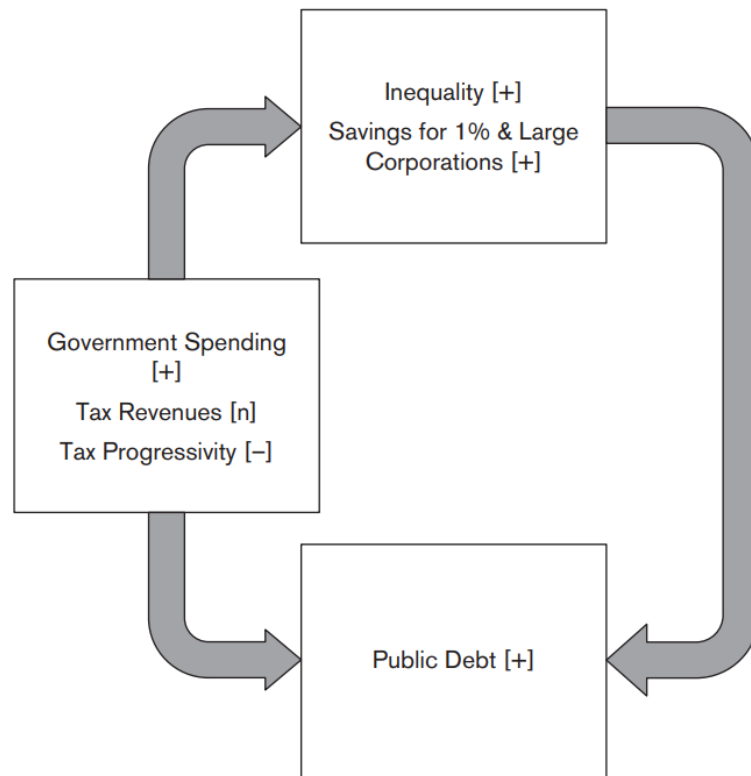 Inequality [+]
Savings for 1% & Large
Corporations [+]
Government Spending
[+]
Tax Revenues [n]
Tax Progressivity [–]
Public Debt [+]